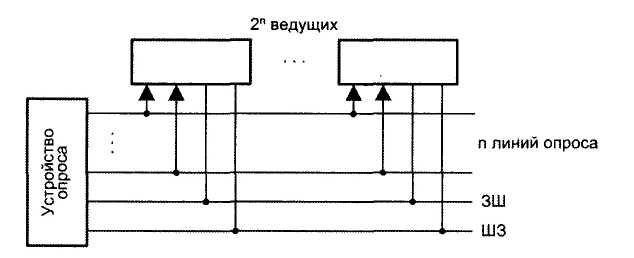 2ⁿ ведущих
. . .
Устройство
опроса
n линий опроса
ЗШ
ШЗ